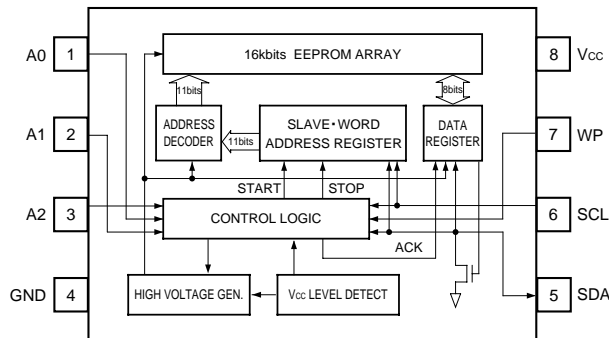 A0 1
16kbits EEPROM ARRAY
8 Vcc
11bits
8bits
A1 2
ADDRESS
DECODER
11bits
SLAVE・WORD
ADDRESS REGISTER
DATA
REGISTER
7 WP
START
STOP
A2 3
CONTROL LOGIC
6 SCL
ACK
GND 4
HIGH VOLTAGE GEN.
Vcc LEVEL DETECT
5 SDA